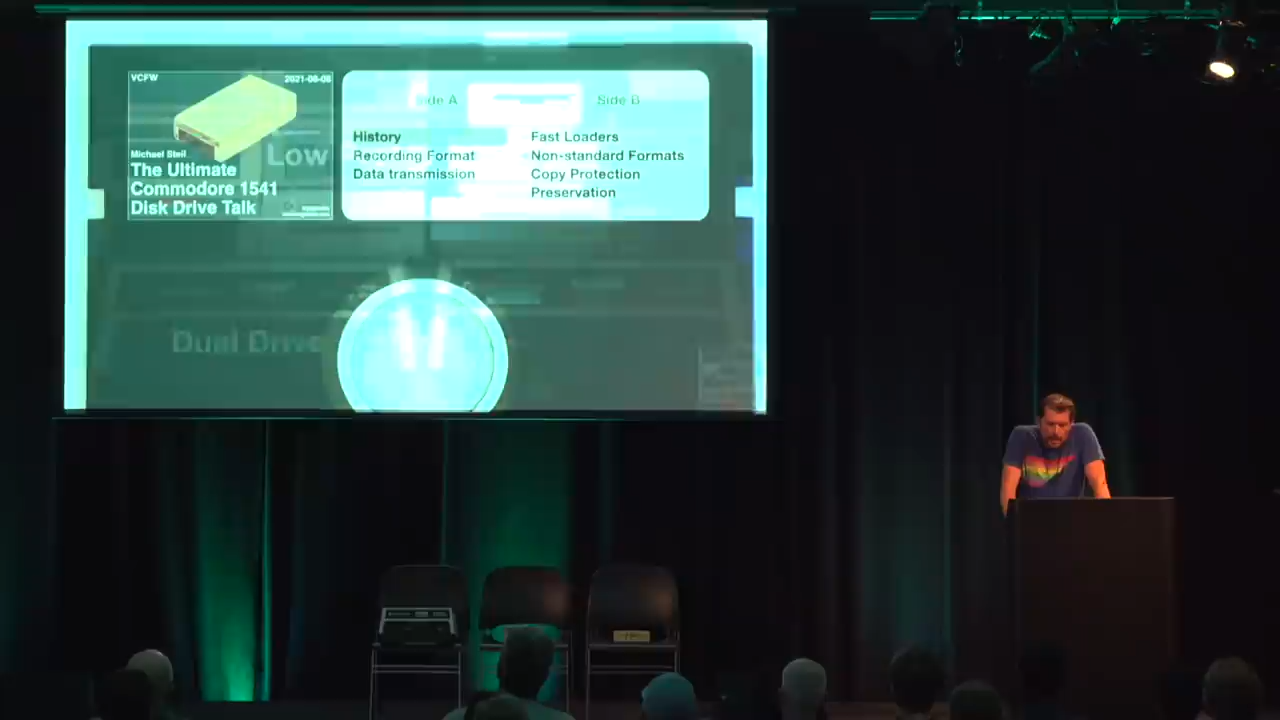 VCFW 2021-08-08
Michael Steil
The Ultimate
Commodore 1541
Disk Drive Talk
Low
Side B
History
Recording Format
Data transmission
Fast Loaders
Non-standard Formats
Copy Protection
Preservation
Dual Drive